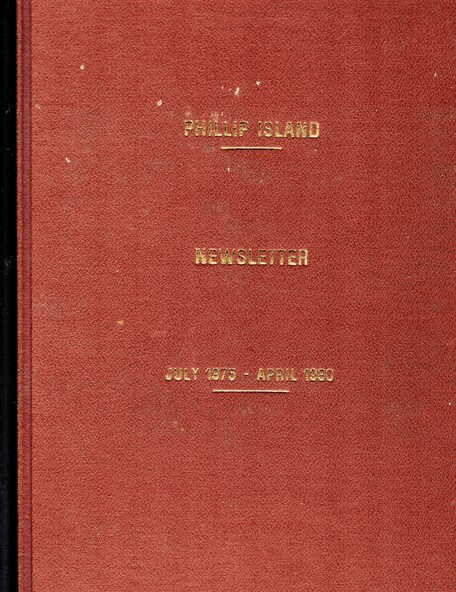 PHILLIP ISLAND
NEWSLETTER
JULY 1975 - APRIL 1980